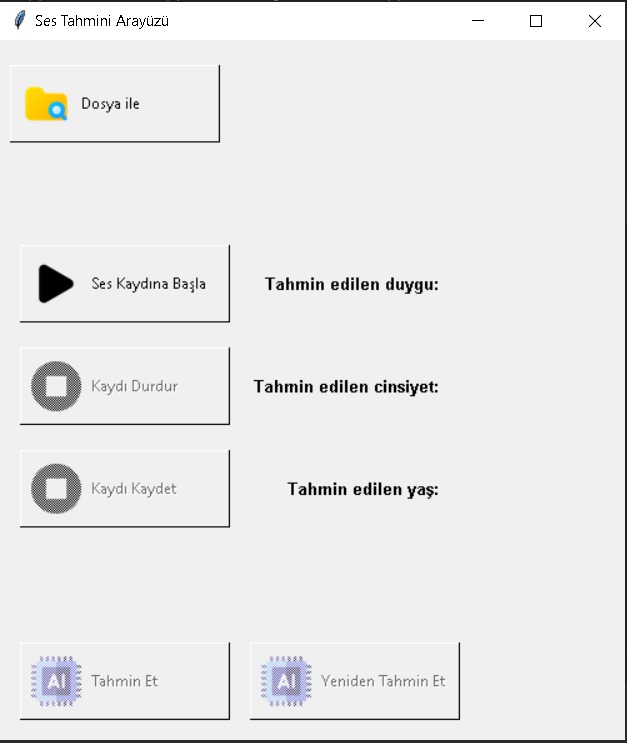 Ses Tahmini Arayüzü
Dosya ile
Ses Kaydına Başla
Tahmin edilen duygu:
Kaydı Durdur
Tahmin edilen cinsiyet:
Kaydı Kaydet
Tahmin edilen yaş:
AI Tahmin Et
AI Yeniden Tahmin Et